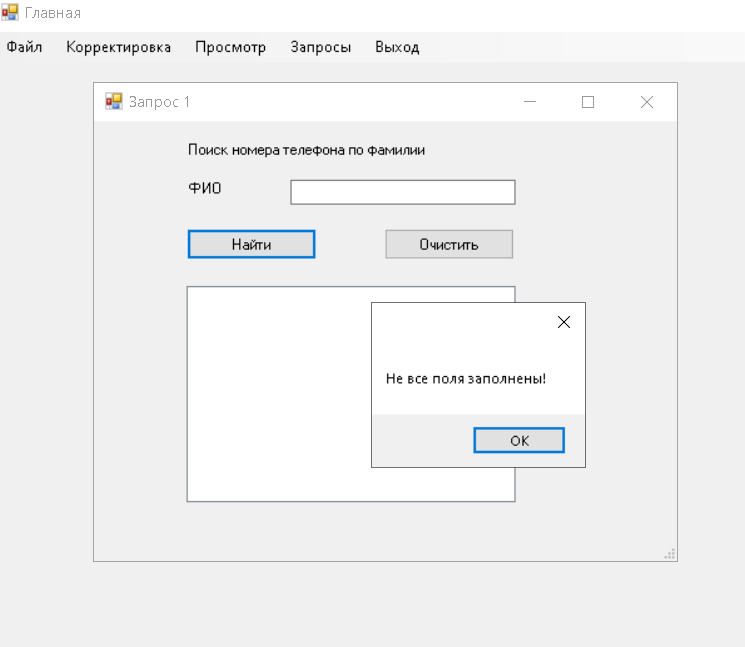 Главная
Файл Корректировка Просмотр Запросы Выход
Запрос 1
Поиск номера телефона по фамилии
ФИО
Найти Очистить
Не все поля заполнены!
ОК